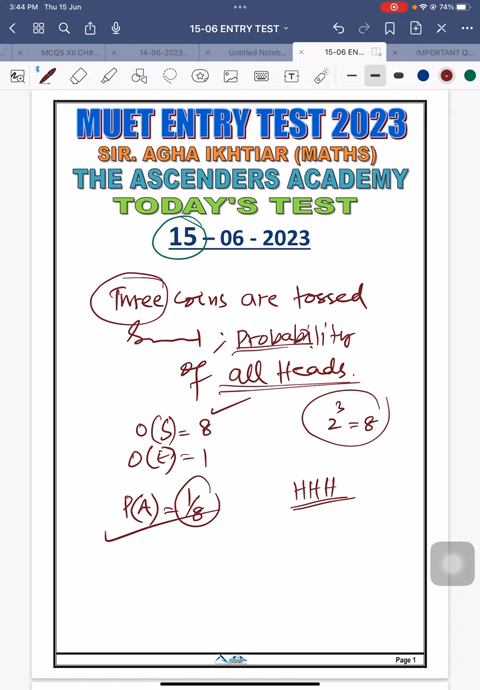 3:44 PM Thu 15 Jun
74%
15-06 ENTRY TEST
MCQS XII CH#...
14-06-2023...
Untitled Noteb...
15-06 EN...
IMPORTANT Q...
MUET ENTRY TEST 2023
SIR. AGHA IKHTIAR (MATHS)
THE ASCENDERS ACADEMY
TODAY'S TEST
15 - 06 - 2023
Three coins are tossed
; Probability
of all Heads.
O(S) = 8
2³ = 8
O(E) = 1
P(A) = 1/8
HHH
Page 1